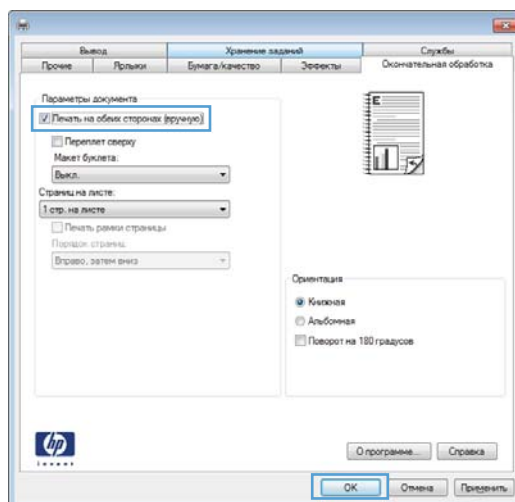 Вывод
Хранение заданий
Службы
Прочие
Ярлыки
Бумага/качество
Эффекты
Окончательная обработка
Параметры документа
Печать на обеих сторонах (вручную)
Переплет сверху
Макет буклета:
Выкл.
Страниц на листе:
1 стр. на листе
Печать рамки страницы
Порядок страниц:
Вправо, затем вниз
E
Ориентация
Книжная
Альбомная
Поворот на 180 градусов
hp
invent
О программе...
Справка
OK
Отмена
Применить